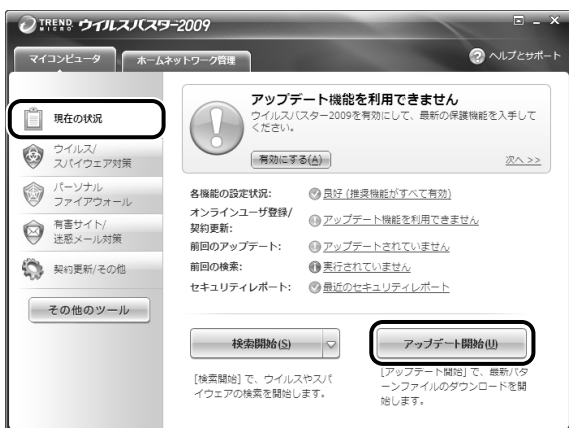 TREND MICRO ウイルスバスター2009
マイコンピュータ
ホームネットワーク管理
ヘルプとサポート
現在の状況
ウイルス/
スパイウェア対策
パーソナル
ファイアウォール
有害サイト/
迷惑メール対策
契約更新/その他
その他のツール
アップデート機能を利用できません
ウイルスバスター2009を有効にして、最新の保護機能を入手して
ください。
有効にする(A)
次へ >>
各機能の設定状況: 良好 (推奨機能がすべて有効)
オンラインユーザ登録/
契約更新: アップデート機能を利用できません
前回のアップデート: アップデートされていません
前回の検索: 実行されていません
セキュリティレポート: 最近のセキュリティレポート
検索開始(S)
アップデート開始(U)
[検索開始] で、ウイルスやスパ
イウェアの検索を開始します。
[アップデート開始] で、最新パタ
ーンファイルのダウンロードを開
始します。